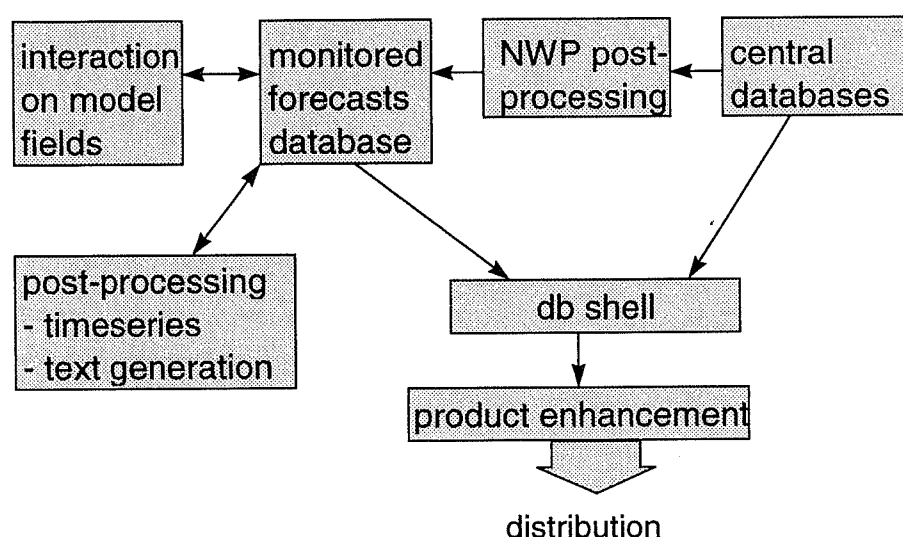 interaction
on model
fields
monitored
forecasts
database
NWP post-
processing
central
databases
post-processing
- timeseries
- text generation
db shell
product enhancement
distribution